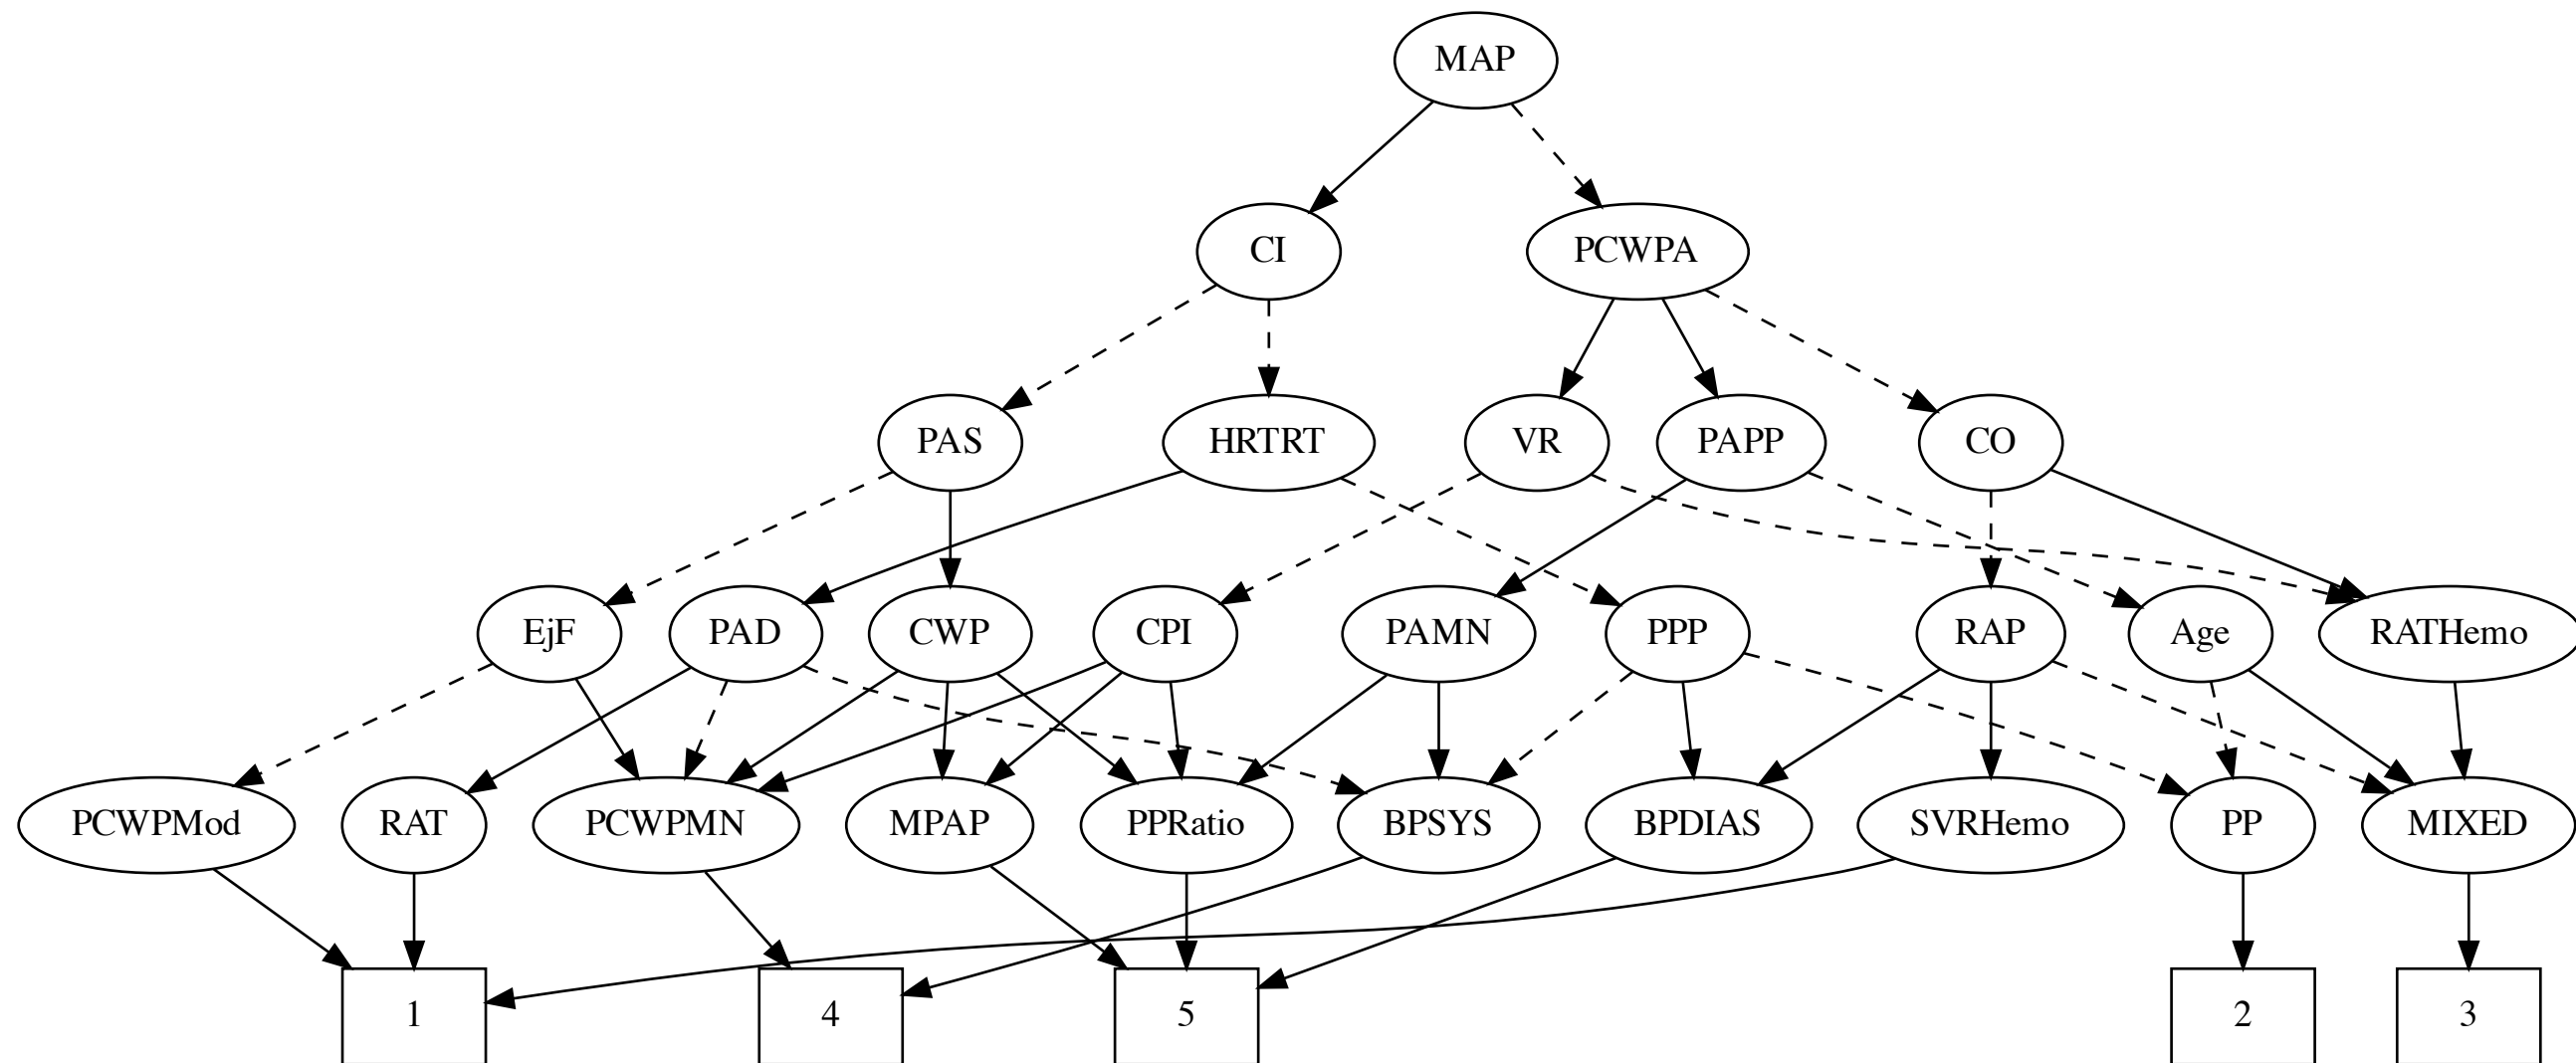 MAP
CI
PCWPA
PAS
HRTRT
VR
PAPP
CO
EjF
PAD
CWP
CPI
PAMN
PPP
RAP
Age
RATHemo
PCWPMod
RAT
PCWPMN
MPAP
PPRatio
BPSYS
BPDIAS
SVRHemo
PP
MIXED
1
4
5
2
3